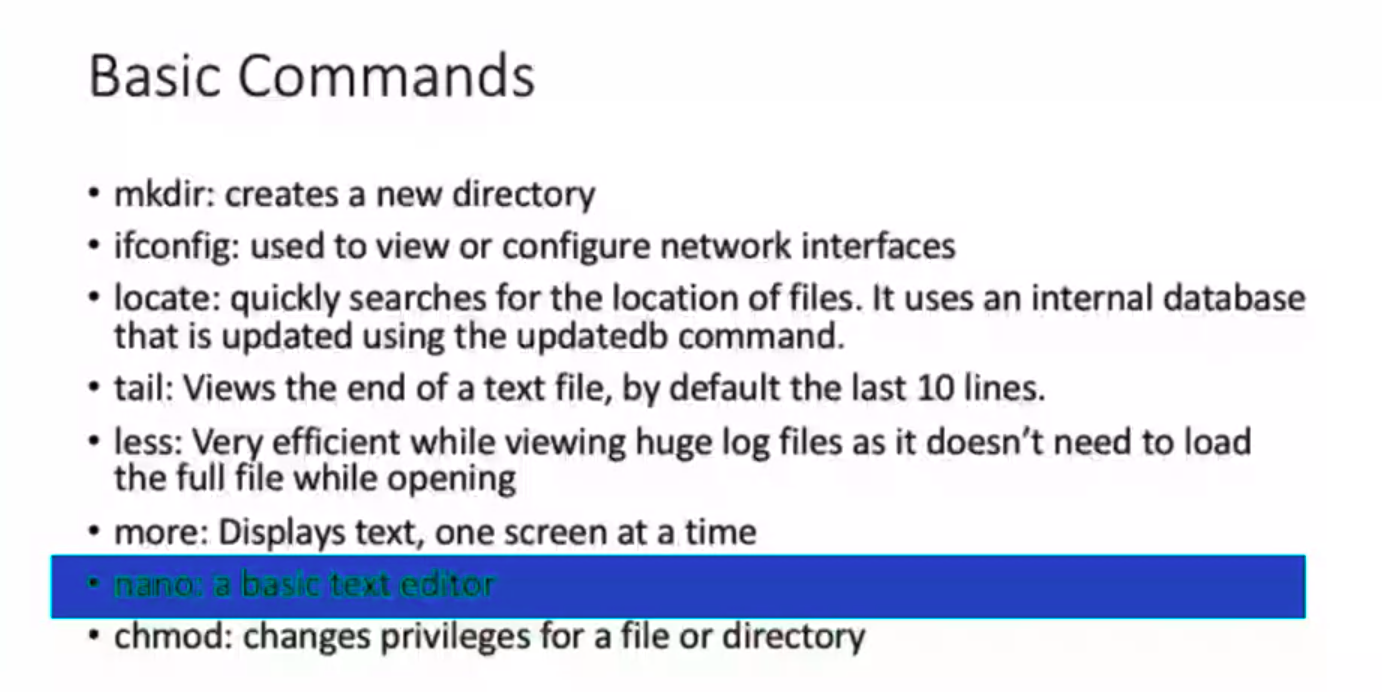 Basic Commands
• mkdir: creates a new directory
• ifconfig: used to view or configure network interfaces
• locate: quickly searches for the location of files. It uses an internal database
that is updated using the updatedb command.
• tail: Views the end of a text file, by default the last 10 lines.
• less: Very efficient while viewing huge log files as it doesn't need to load
the full file while opening
• more: Displays text, one screen at a time
• nano: a basic text editor
• chmod: changes privileges for a file or directory